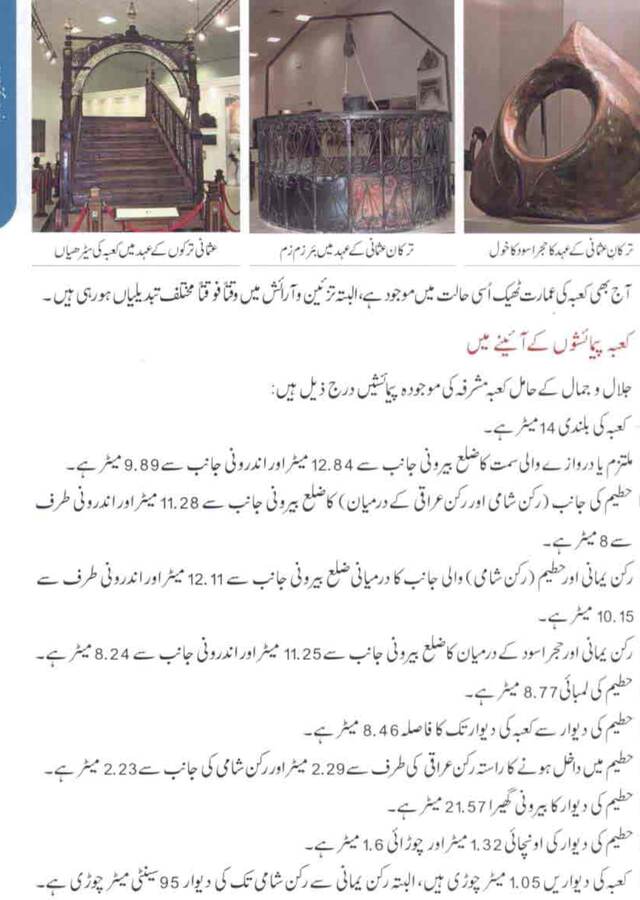 ترکان عثمانی کے عہد کا حجر اسود کا خول
ترکان عثمانی کے عہد میں بئر زم زم
عثمانی ترکوں کے عہد میں کعبہ کی سیڑھیاں
آج بھی کعبہ کی عمارت ٹھیک اُسی حالت میں موجود ہے، البتہ تزئین و آرائش میں وقتاً فوقتاً مختلف تبدیلیاں ہو رہی ہیں۔
کعبہ پیمائشوں کے آئینے میں
جلال و جمال کے حامل کعبہ مشرفہ کی موجودہ پیمائشیں درج ذیل ہیں:
کعبہ کی بلندی 14 میٹر ہے۔
ملتزم یا دروازے والی سمت کا ضلع بیرونی جانب سے 12.84 میٹر اور اندرونی جانب سے 9.89 میٹر ہے۔
حطیم کی جانب (رکن شامی اور رکن عراقی کے درمیان) کا ضلع بیرونی جانب سے 11.28 میٹر اور اندرونی طرف
سے 8 میٹر ہے۔
رکن یمانی اور حطیم (رکن شامی) والی جانب کا درمیانی ضلع بیرونی جانب سے 12.11 میٹر اور اندرونی طرف سے
10.15 میٹر ہے۔
رکن یمانی اور حجر اسود کے درمیان کا ضلع بیرونی جانب سے 11.25 میٹر اور اندرونی جانب سے 8.24 میٹر ہے۔
حطیم کی لمبائی 8.77 میٹر ہے۔
حطیم کی دیوار سے کعبہ کی دیوار تک کا فاصلہ 8.46 میٹر ہے۔
حطیم میں داخل ہونے کا راستہ رکن عراقی کی طرف سے 2.29 میٹر اور رکن شامی کی جانب سے 2.23 میٹر ہے۔
حطیم کی دیوار کا بیرونی گھیرا 21.57 میٹر ہے۔
حطیم کی دیوار کی اونچائی 1.32 میٹر اور چوڑائی 1.6 میٹر ہے۔
کعبہ کی دیواریں 1.05 میٹر چوڑی ہیں، البتہ رکن یمانی سے رکن شامی تک کی دیوار 95 سینٹی میٹر چوڑی ہے۔